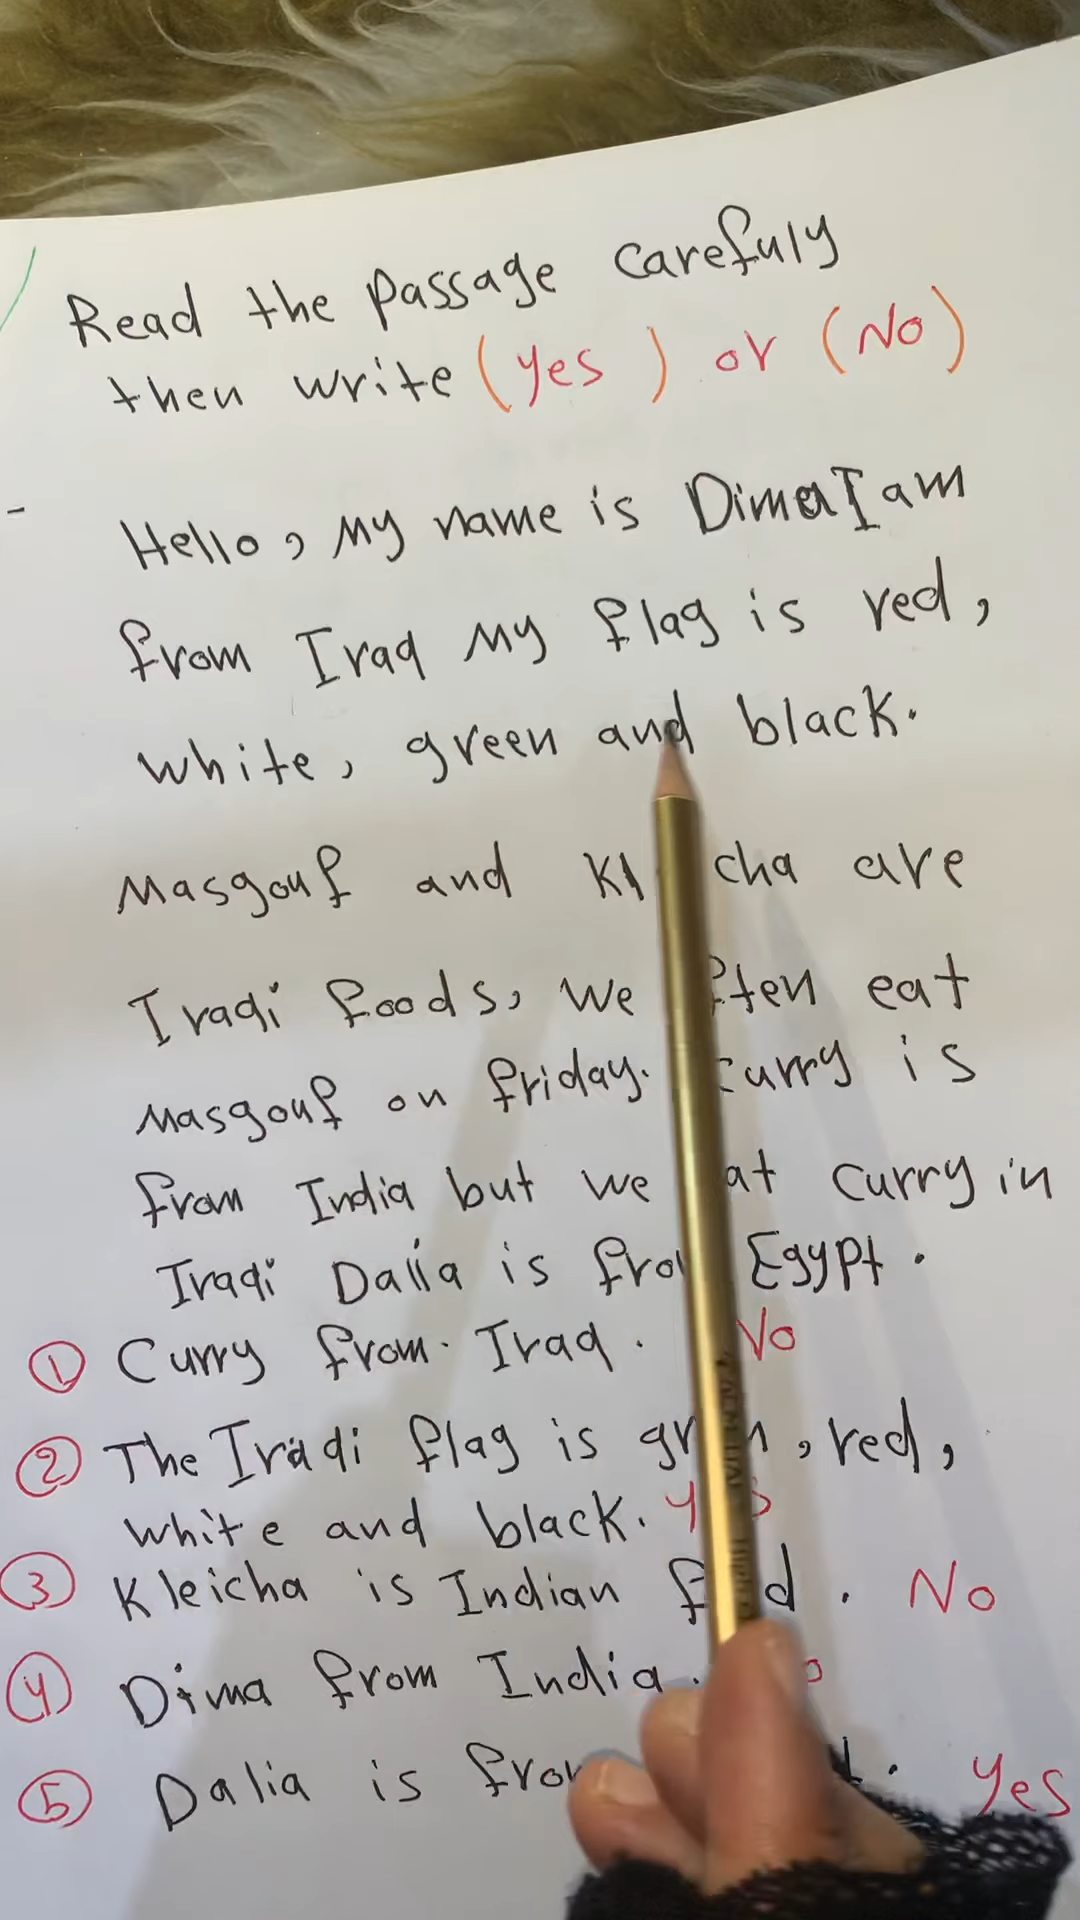 Read the passage carefuly
then write (yes) or (No)
Hello, My name is Dima I am
from Iraq My flag is red,
white, green and black.
Masgouf and are
Iraqi foods, we eat
Masgouf on friday. is
from India but we curry in
Iraqi Dalia is Egypt.
① Curry from. Iraq. No
② The Iraqi flag is , red,
white and black.
③ Kleicha is Indian . No
④ Dima from India.
⑤ Dalia is . yes